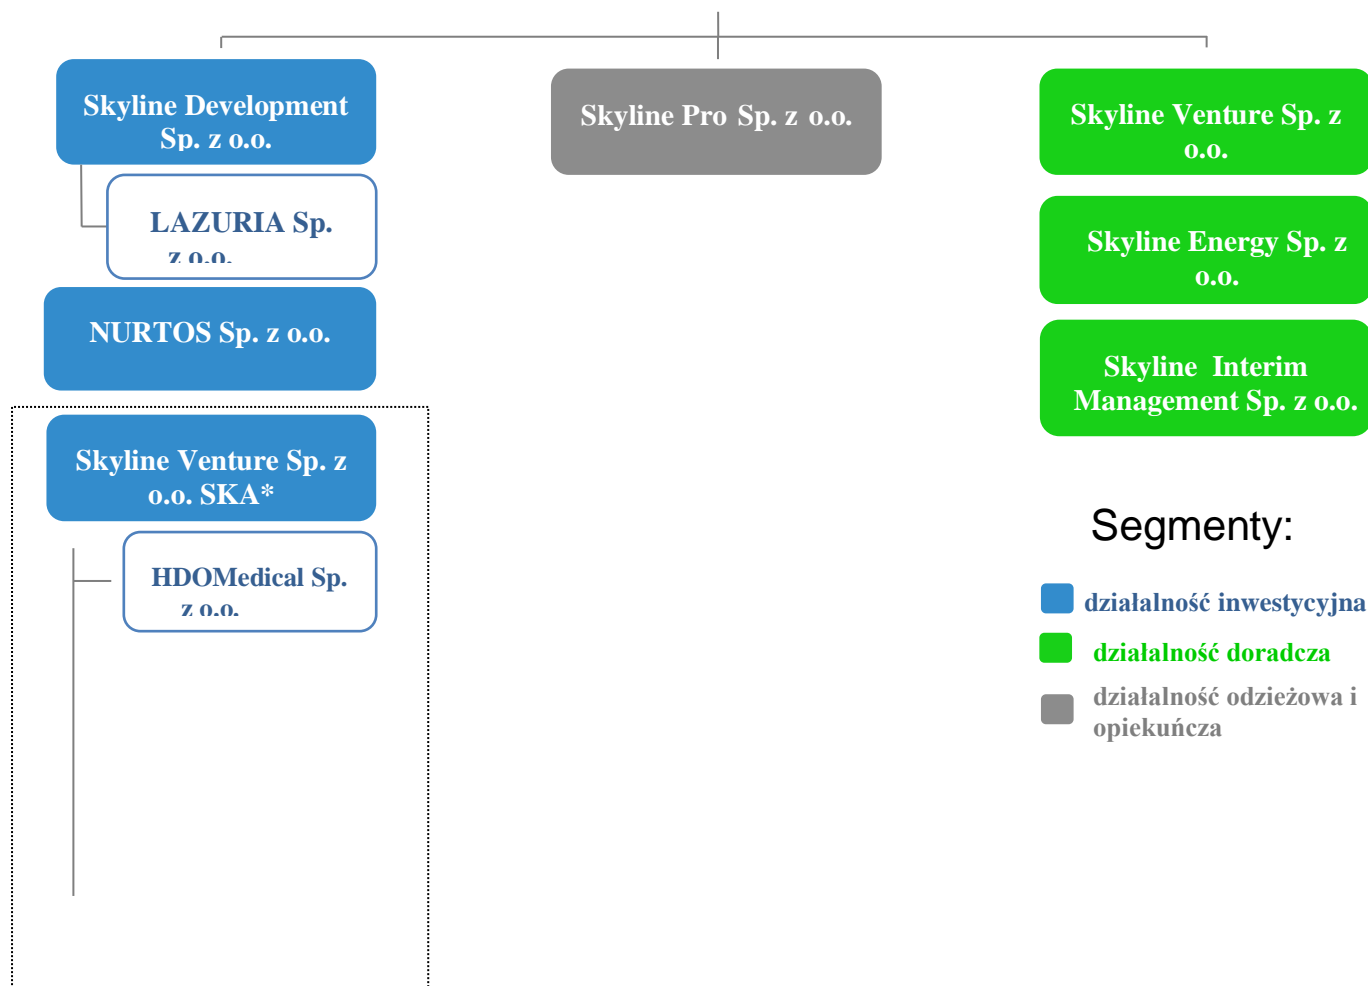 Skyline Development
Sp. z o.o.
LAZURIA Sp.
z o.o.
NURTOS Sp. z o.o.
Skyline Venture Sp. z
o.o. SKA*
HDOMedical Sp.
z o.o.
Skyline Pro Sp. z o.o.
Skyline Venture Sp. z
o.o.
Skyline Energy Sp. z
o.o.
Skyline Interim
Management Sp. z o.o.
Segmenty:
działalność inwestycyjna
działalność doradcza
działalność odzieżowa i
opiekuńcza